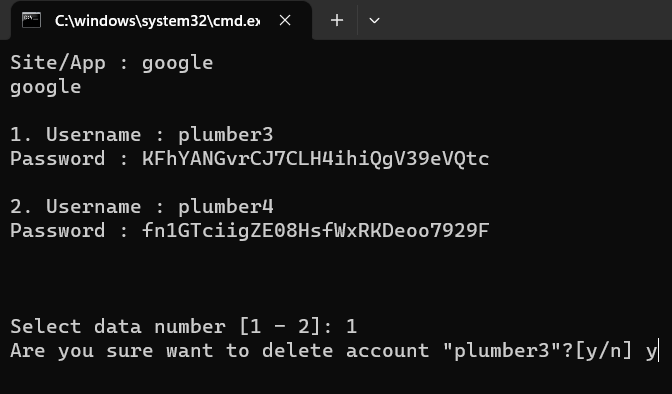 C:\windows\system32\cmd.ex
Site/App : google
google
1. Username : plumber3
Password : KFhYANGvrCJ7CLH4ihiQgV39eVQtc
2. Username : plumber4
Password : fn1GTciigZE08HsfWxRKDeoo7929F
Select data number [1 - 2]: 1
Are you sure want to delete account "plumber3"?[y/n] y